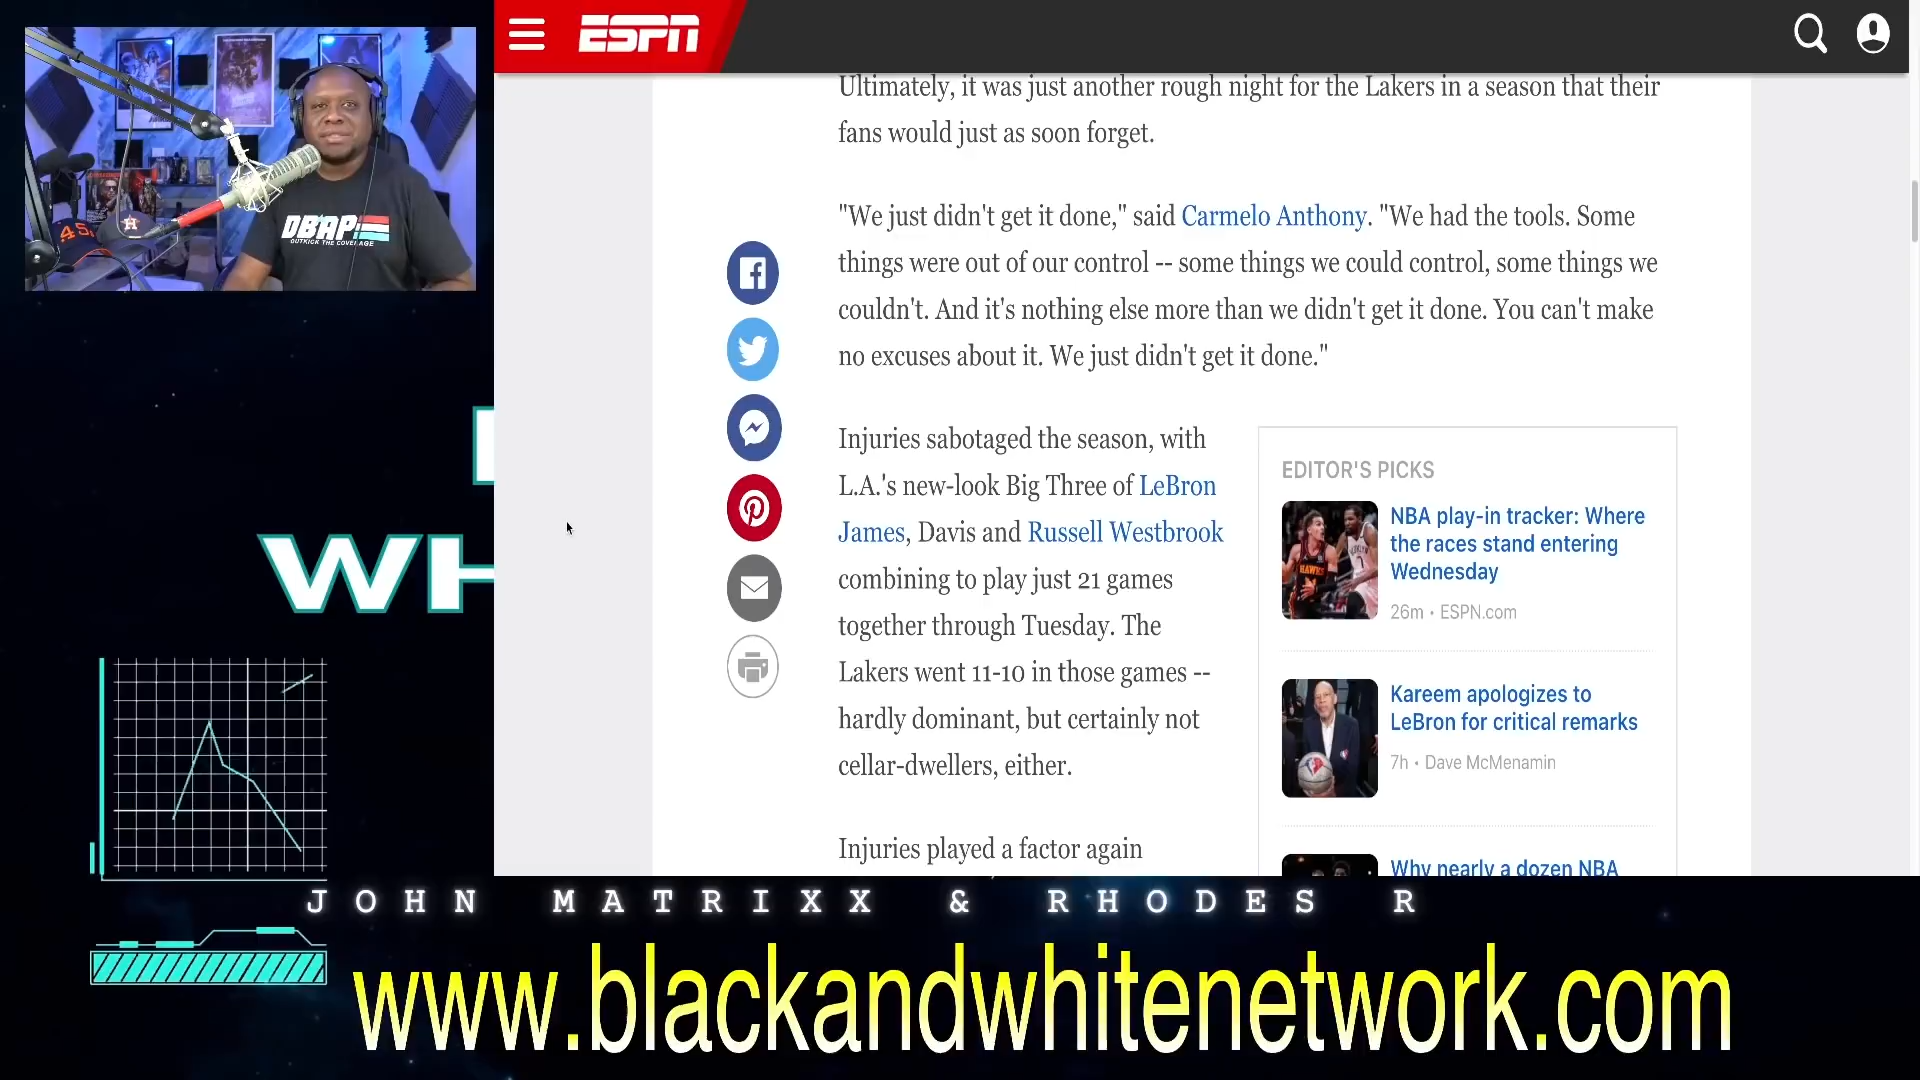 ESPN
Ultimately, it was just another rough night for the Lakers in a season that their
fans would just as soon forget.
"We just didn't get it done," said Carmelo Anthony. "We had the tools. Some
things were out of our control -- some things we could control, some things we
couldn't. And it's nothing else more than we didn't get it done. You can't make
no excuses about it. We just didn't get it done."
Injuries sabotaged the season, with
L.A.'s new-look Big Three of LeBron
James, Davis and Russell Westbrook
combining to play just 21 games
together through Tuesday. The
Lakers went 11-10 in those games --
hardly dominant, but certainly not
cellar-dwellers, either.
Injuries played a factor again
EDITOR'S PICKS
NBA play-in tracker: Where
the races stand entering
Wednesday
26m • ESPN.com
Kareem apologizes to
LeBron for critical remarks
7h • Dave McMenamin
Why nearly a dozen NBA
DBAP
OUTKICK THE COVERAGE
45
WH
JOHN MATRIXX & RHODES R
www.blackandwhitenetwork.com